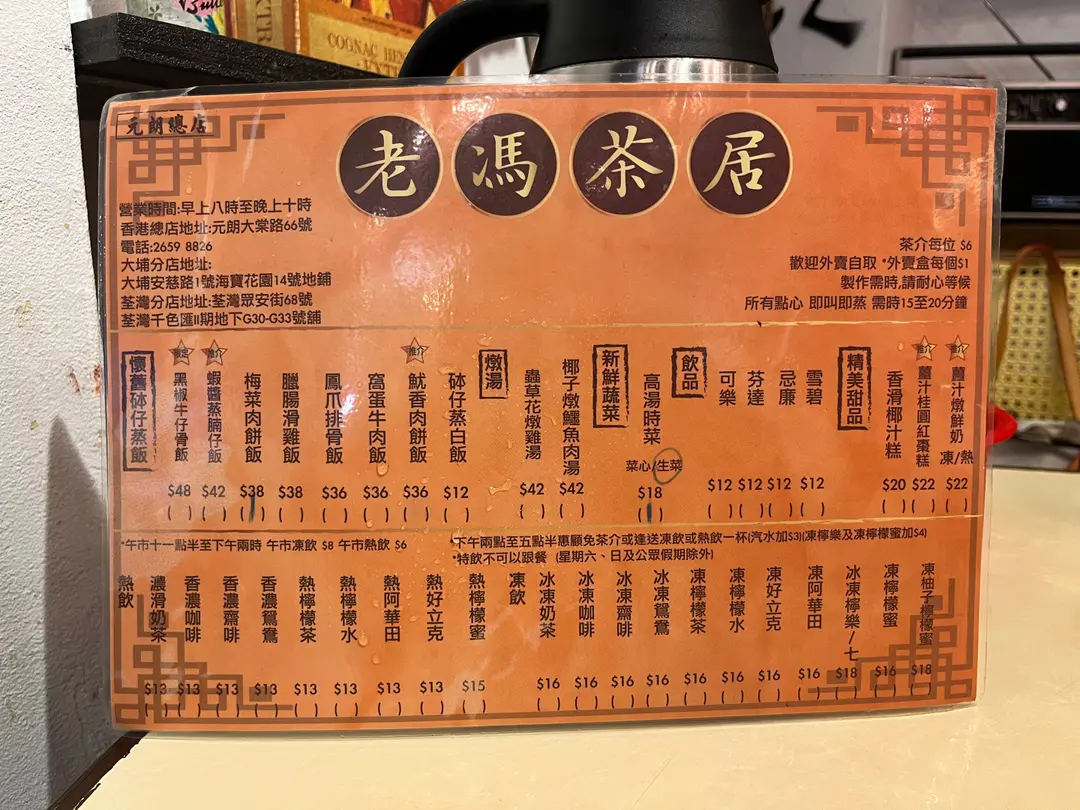 COGNAC HEN
元朗總店
老馮茶居
營業時間:早上八時至晚上十時
香港總店地址:元朗大棠路66號
電話:2659 8826
大埔分店地址:
大埔安慈路1號海寶花園14號地鋪
荃灣分店地址:荃灣眾安街68號
荃灣千色匯II期地下G30-G33號舖
茶介每位 $6
歡迎外賣自取 *外賣盒每個$1
製作需時,請耐心等候
所有點心 即叫即蒸 需時15至20分鐘
懷舊砵仔蒸飯
黑椒牛仔骨飯 $48 ( )
推介 蝦醬蒸腩仔飯 $42 ( )
梅菜肉餅飯 $38 ( )
臘腸滑雞飯 $38 ( )
鳳爪排骨飯 $36 ( )
窩蛋牛肉飯 $36 ( )
推介 魷香肉餅飯 $36 ( )
砵仔蒸白飯 $12 ( )
燉湯
蟲草花燉雞湯 $42 ( )
椰子燉鱷魚肉湯 $42 ( )
新鮮蔬菜
高湯時菜 菜心/生菜 $18 ( )
飲品
可樂 $12 ( )
芬達 $12 ( )
忌廉 $12 ( )
雪碧 $12 ( )
精美甜品
香滑椰汁糕 $20 ( )
推介 薑汁桂圓紅棗糕 $22 ( )
推介 薑汁燉鮮奶 凍/熱 $22 ( )
*午市十一點半至下午兩時 午市凍飲 $8 午市熱飲 $6
*下午兩點至五點半惠顧免茶介或逢送凍飲或熱飲一杯(汽水加$3)(凍檸樂及凍檸檬蜜加$4)
*特飲不可以跟餐 (星期六、日及公眾假期除外)
熱飲
濃滑奶茶 $13 ( )
香濃咖啡 $13 ( )
香濃齋啡 $13 ( )
香濃鴛鴦 $13 ( )
熱檸檬茶 $13 ( )
熱檸檬水 $13 ( )
熱阿華田 $13 ( )
熱好立克 $13 ( )
熱檸檬蜜 $15 ( )
凍飲
冰凍奶茶 $16 ( )
冰凍咖啡 $16 ( )
冰凍齋啡 $16 ( )
冰凍鴛鴦 $16 ( )
凍檸檬茶 $16 ( )
凍檸檬水 $16 ( )
凍好立克 $16 ( )
凍阿華田 $16 ( )
冰凍檸樂/七 $18 ( )
凍檸檬蜜 $16 ( )
凍柚子檸檬蜜 $18 ( )